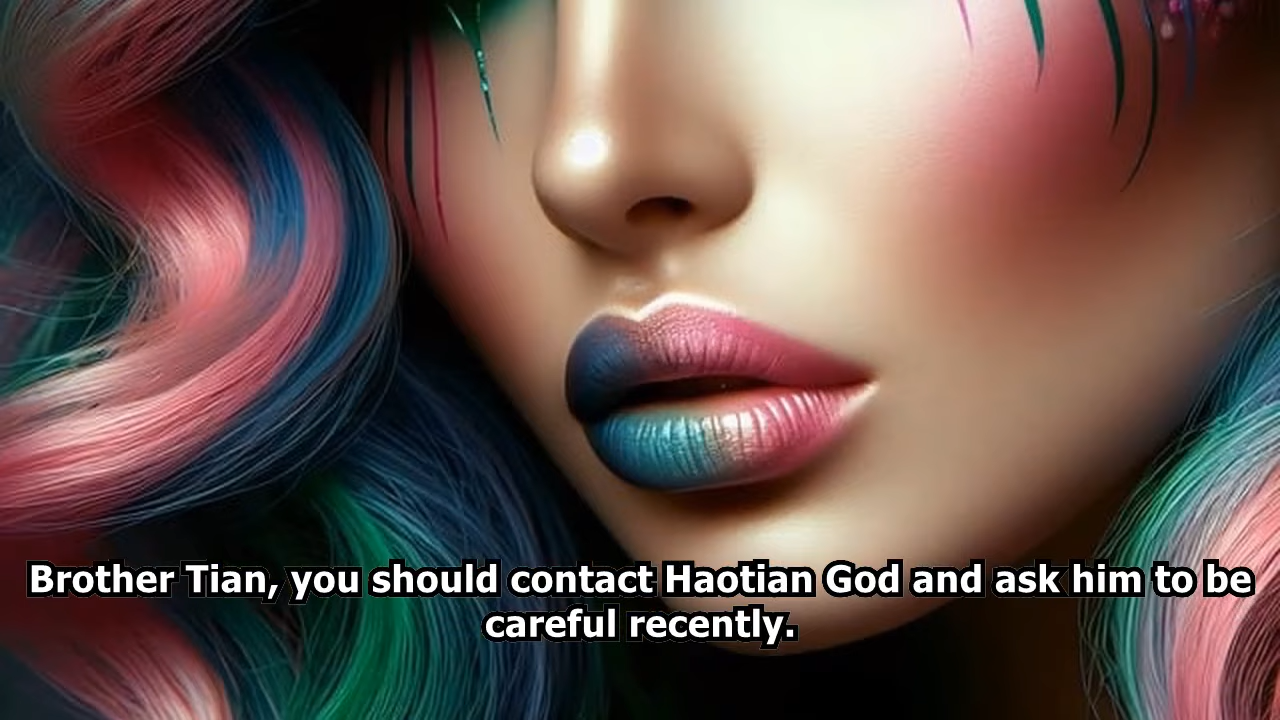 Brother Tian, you should contact Haotian God and ask him to be
careful recently.